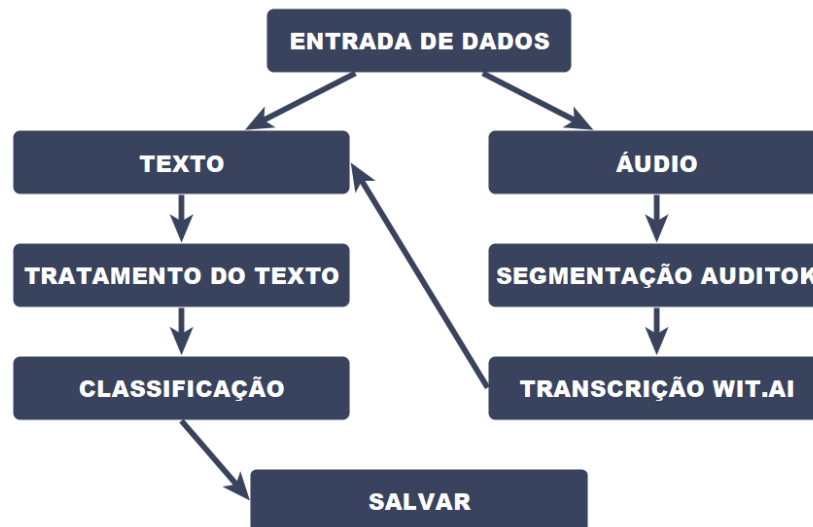 ENTRADA DE DADOS
TEXTO
ÁUDIO
TRATAMENTO DO TEXTO
SEGMENTAÇÃO AUDITOK
CLASSIFICAÇÃO
TRANSCRIÇÃO WIT.AI
SALVAR